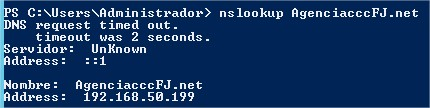 PS C:\Users\Administrador> nslookup AgenciacccFJ.net
DNS request timed out.
    timeout was 2 seconds.
Servidor:  UnKnown
Address:  ::1

Nombre:  AgenciacccFJ.net
Address:  192.168.50.199